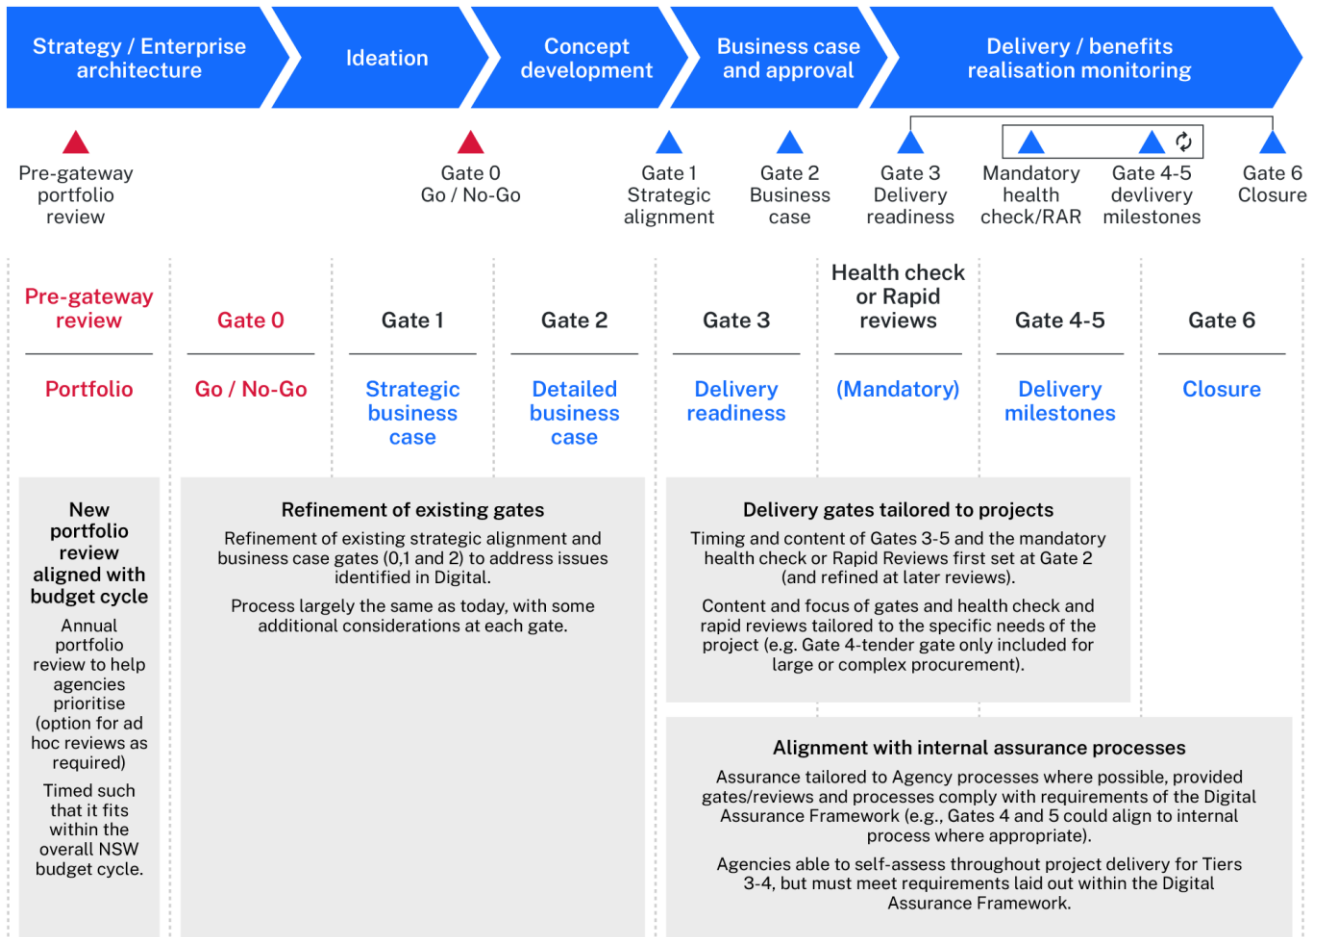 Strategy / Enterprise
architecture
Ideation
Concept
development
Business case
and approval
Delivery / benefits
realisation monitoring
Pre-gateway
portfolio
review
Gate 0
Go / No-Go
Gate 1
Strategic
alignment
Gate 2
Business
case
Gate 3
Delivery
readiness
Mandatory
health
check/RAR
Gate 4-5
devlivery
milestones
Gate 6
Closure
Pre-gateway
review
Portfolio
Gate 0
Go / No-Go
Gate 1
Strategic
business
case
Gate 2
Detailed
business
case
Gate 3
Delivery
readiness
Health check
or Rapid
reviews
(Mandatory)
Gate 4-5
Delivery
milestones
Gate 6
Closure
New
portfolio
review
aligned with
budget cycle
Annual
portfolio
review to help
agencies
prioritise
(option for ad
hoc reviews as
required)
Timed such
that it fits
within the
overall NSW
budget cycle.
Refinement of existing gates
Refinement of existing strategic alignment and
business case gates (0,1 and 2) to address issues
identified in Digital.
Process largely the same as today, with some
additional considerations at each gate.
Delivery gates tailored to projects
Timing and content of Gates 3-5 and the mandatory
health check or Rapid Reviews first set at Gate 2
(and refined at later reviews).
Content and focus of gates and health check and
rapid reviews tailored to the specific needs of the
project (e.g. Gate 4-tender gate only included for
large or complex procurement).
Alignment with internal assurance processes
Assurance tailored to Agency processes where possible, provided
gates/reviews and processes comply with requirements of the Digital
Assurance Framework (e.g., Gates 4 and 5 could align to internal
process where appropriate).
Agencies able to self-assess throughout project delivery for Tiers
3-4, but must meet requirements laid out within the Digital
Assurance Framework.